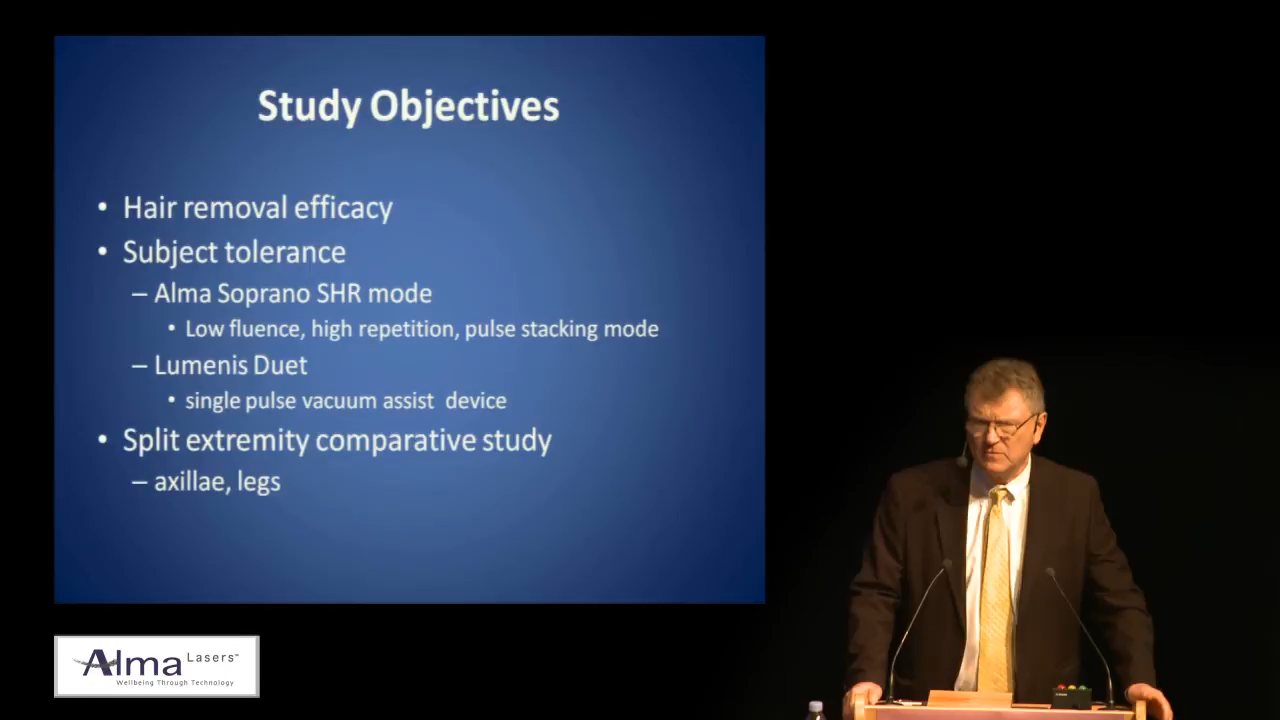 Study Objectives
• Hair removal efficacy
• Subject tolerance
– Alma Soprano SHR mode
• Low fluence, high repetition, pulse stacking mode
– Lumenis Duet
• single pulse vacuum assist device
• Split extremity comparative study
– axillae, legs
Alma Lasers™
Wellbeing Through Technology